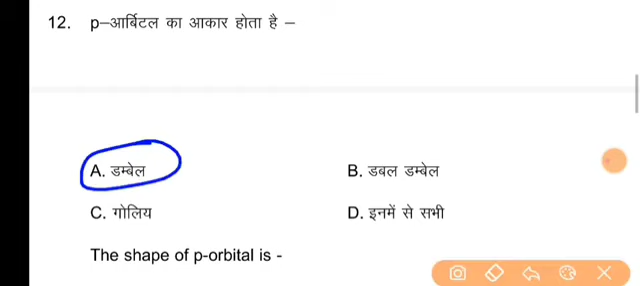 12. p–आर्बिटल का आकार होता है –
A. डम्बेल B. डबल डम्बेल
C. गोलिय D. इनमें से सभी
The shape of p-orbital is -